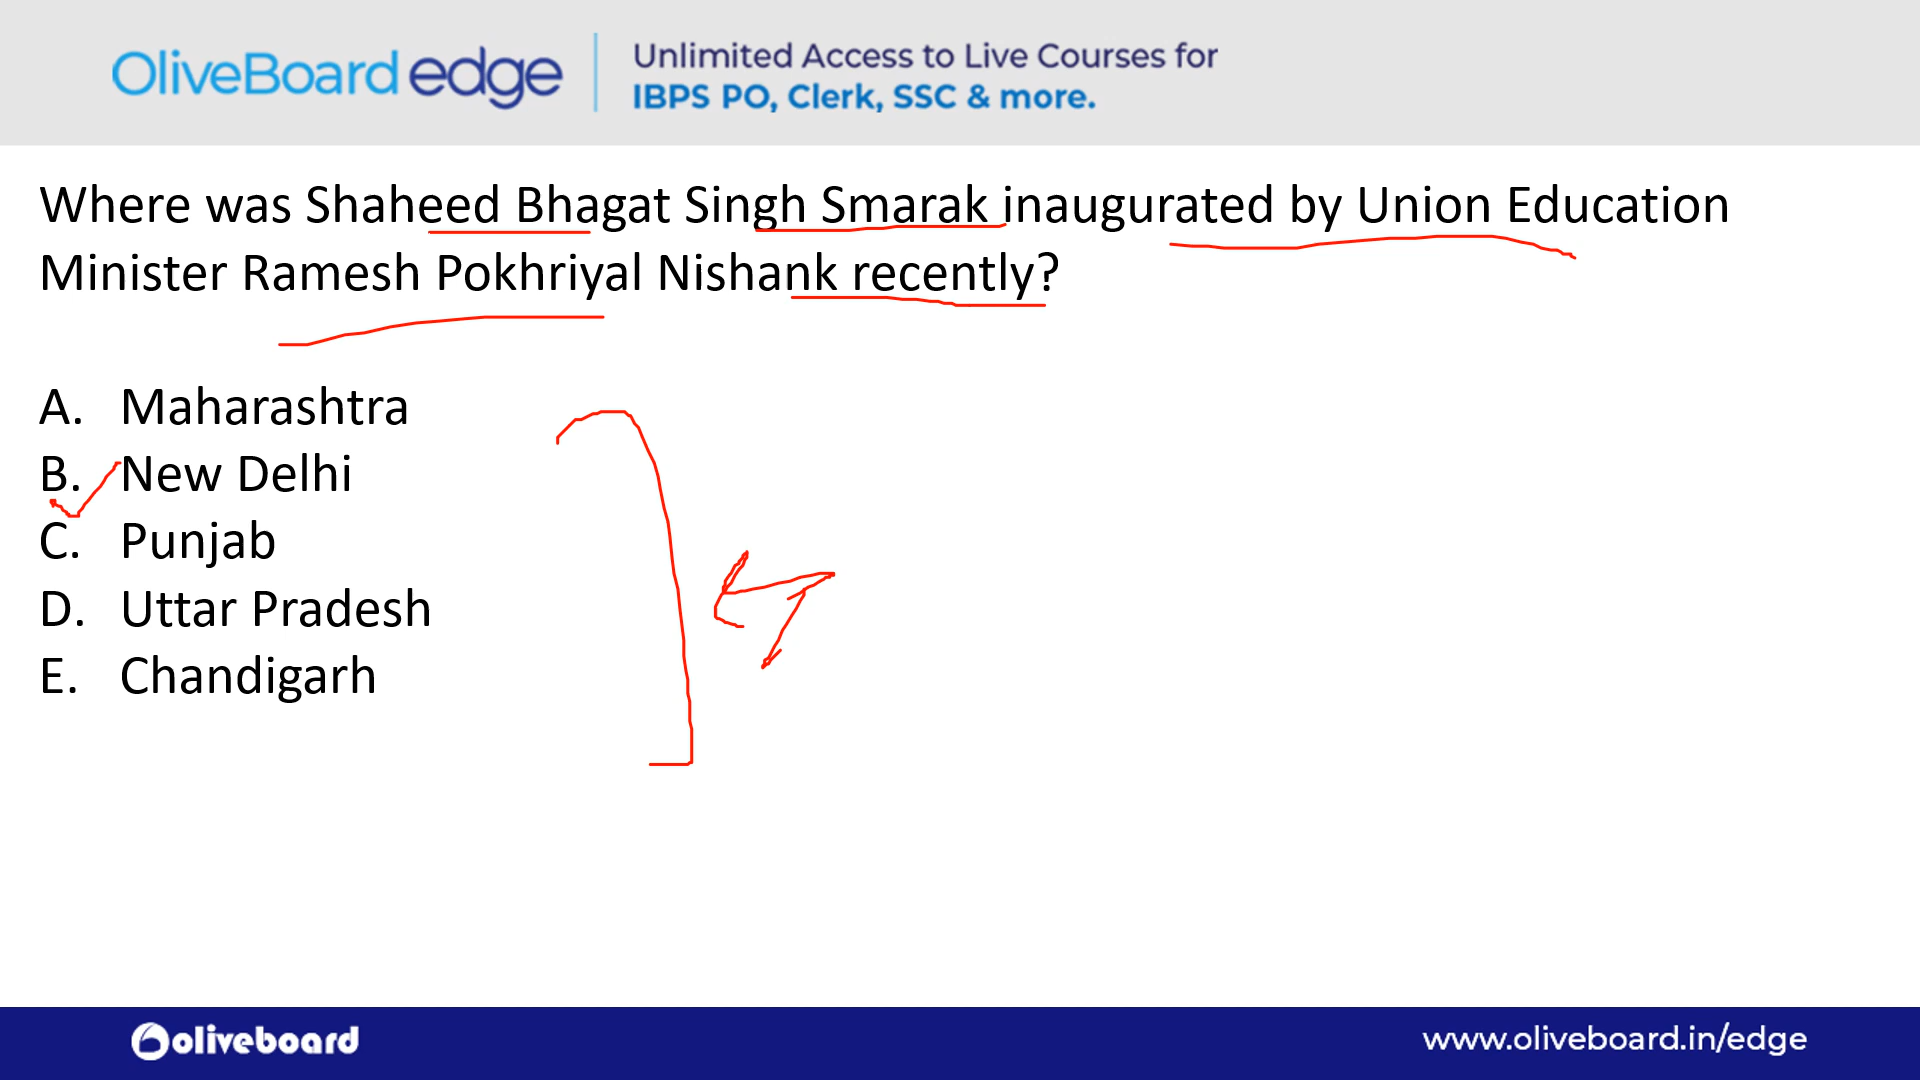 OliveBoard edge
Unlimited Access to Live Courses for
IBPS PO, Clerk, SSC & more.
Where was Shaheed Bhagat Singh Smarak inaugurated by Union Education
Minister Ramesh Pokhriyal Nishank recently?
A. Maharashtra
B. New Delhi
C. Punjab
D. Uttar Pradesh
E. Chandigarh
oliveboard
www.oliveboard.in/edge